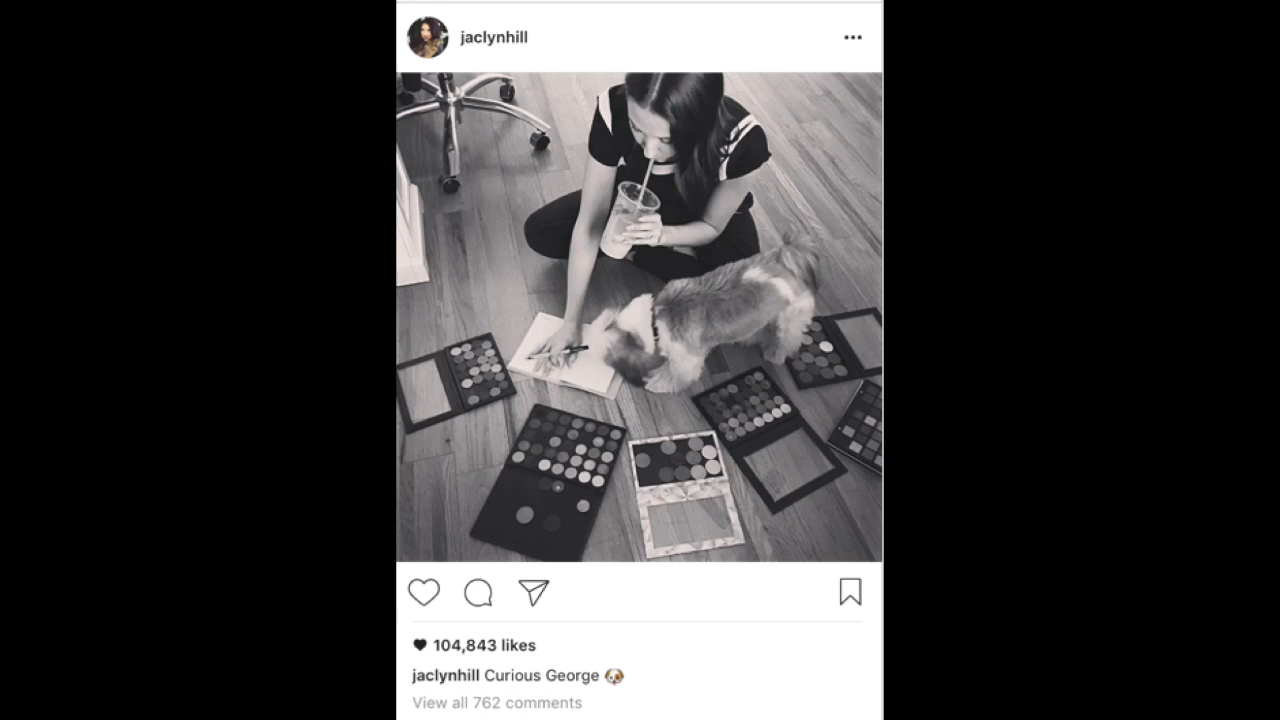 jaclynhill
104,843 likes
jaclynhill Curious George 🐶
View all 762 comments